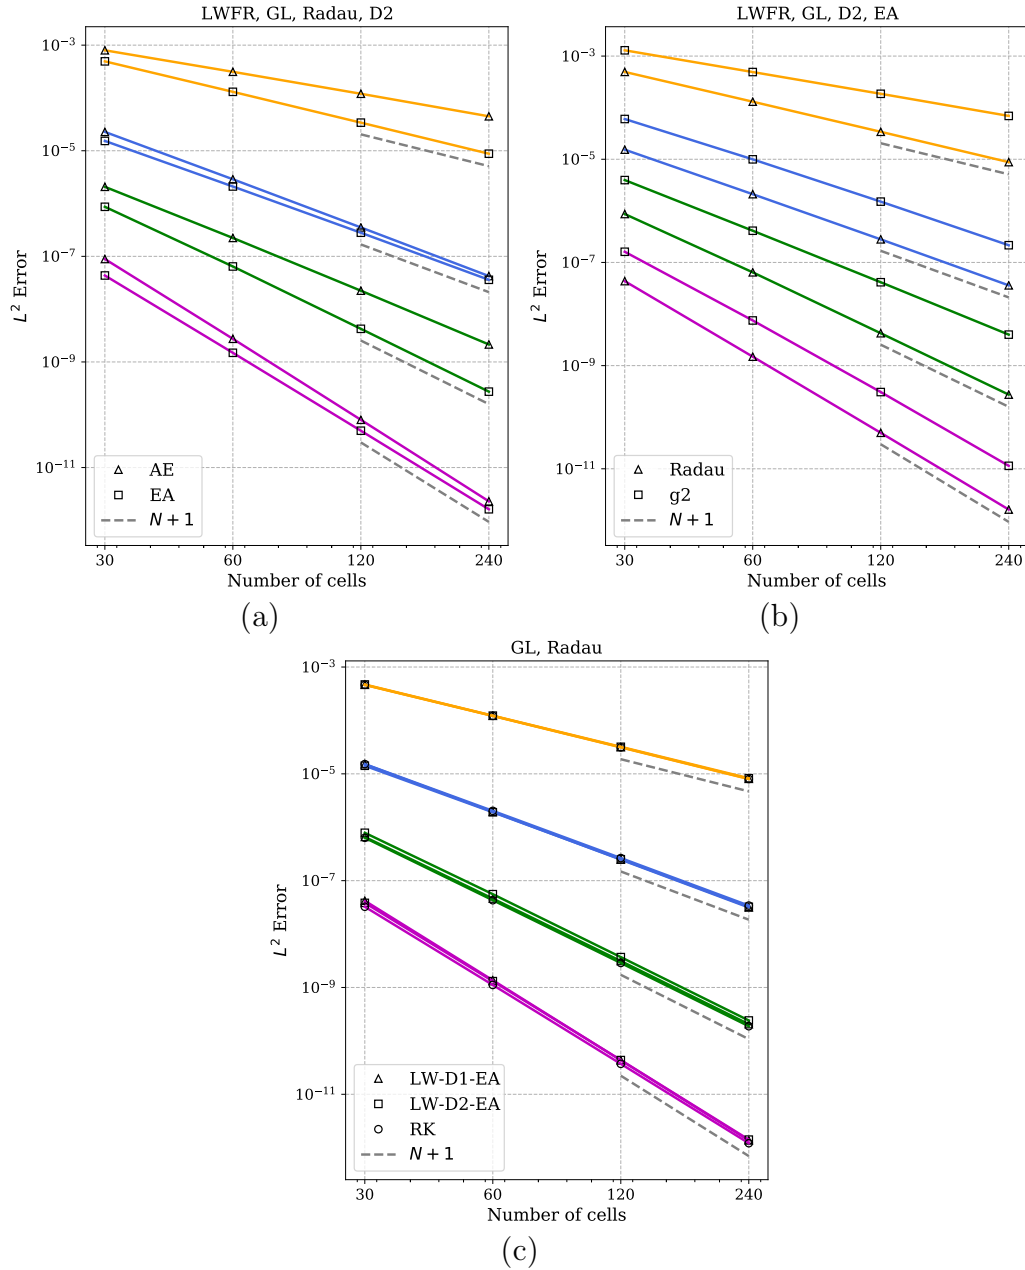 LWFR, GL, Radau, D2
10⁻³
10⁻⁵
10⁻⁷
10⁻⁹
10⁻¹¹
L² Error
AE
EA
N + 1
30 60 120 240
Number of cells
(a)
LWFR, GL, D2, EA
10⁻³
10⁻⁵
10⁻⁷
10⁻⁹
10⁻¹¹
L² Error
Radau
g2
N + 1
30 60 120 240
Number of cells
(b)
GL, Radau
10⁻³
10⁻⁵
10⁻⁷
10⁻⁹
10⁻¹¹
L² Error
LW-D1-EA
LW-D2-EA
RK
N + 1
30 60 120 240
Number of cells
(c)